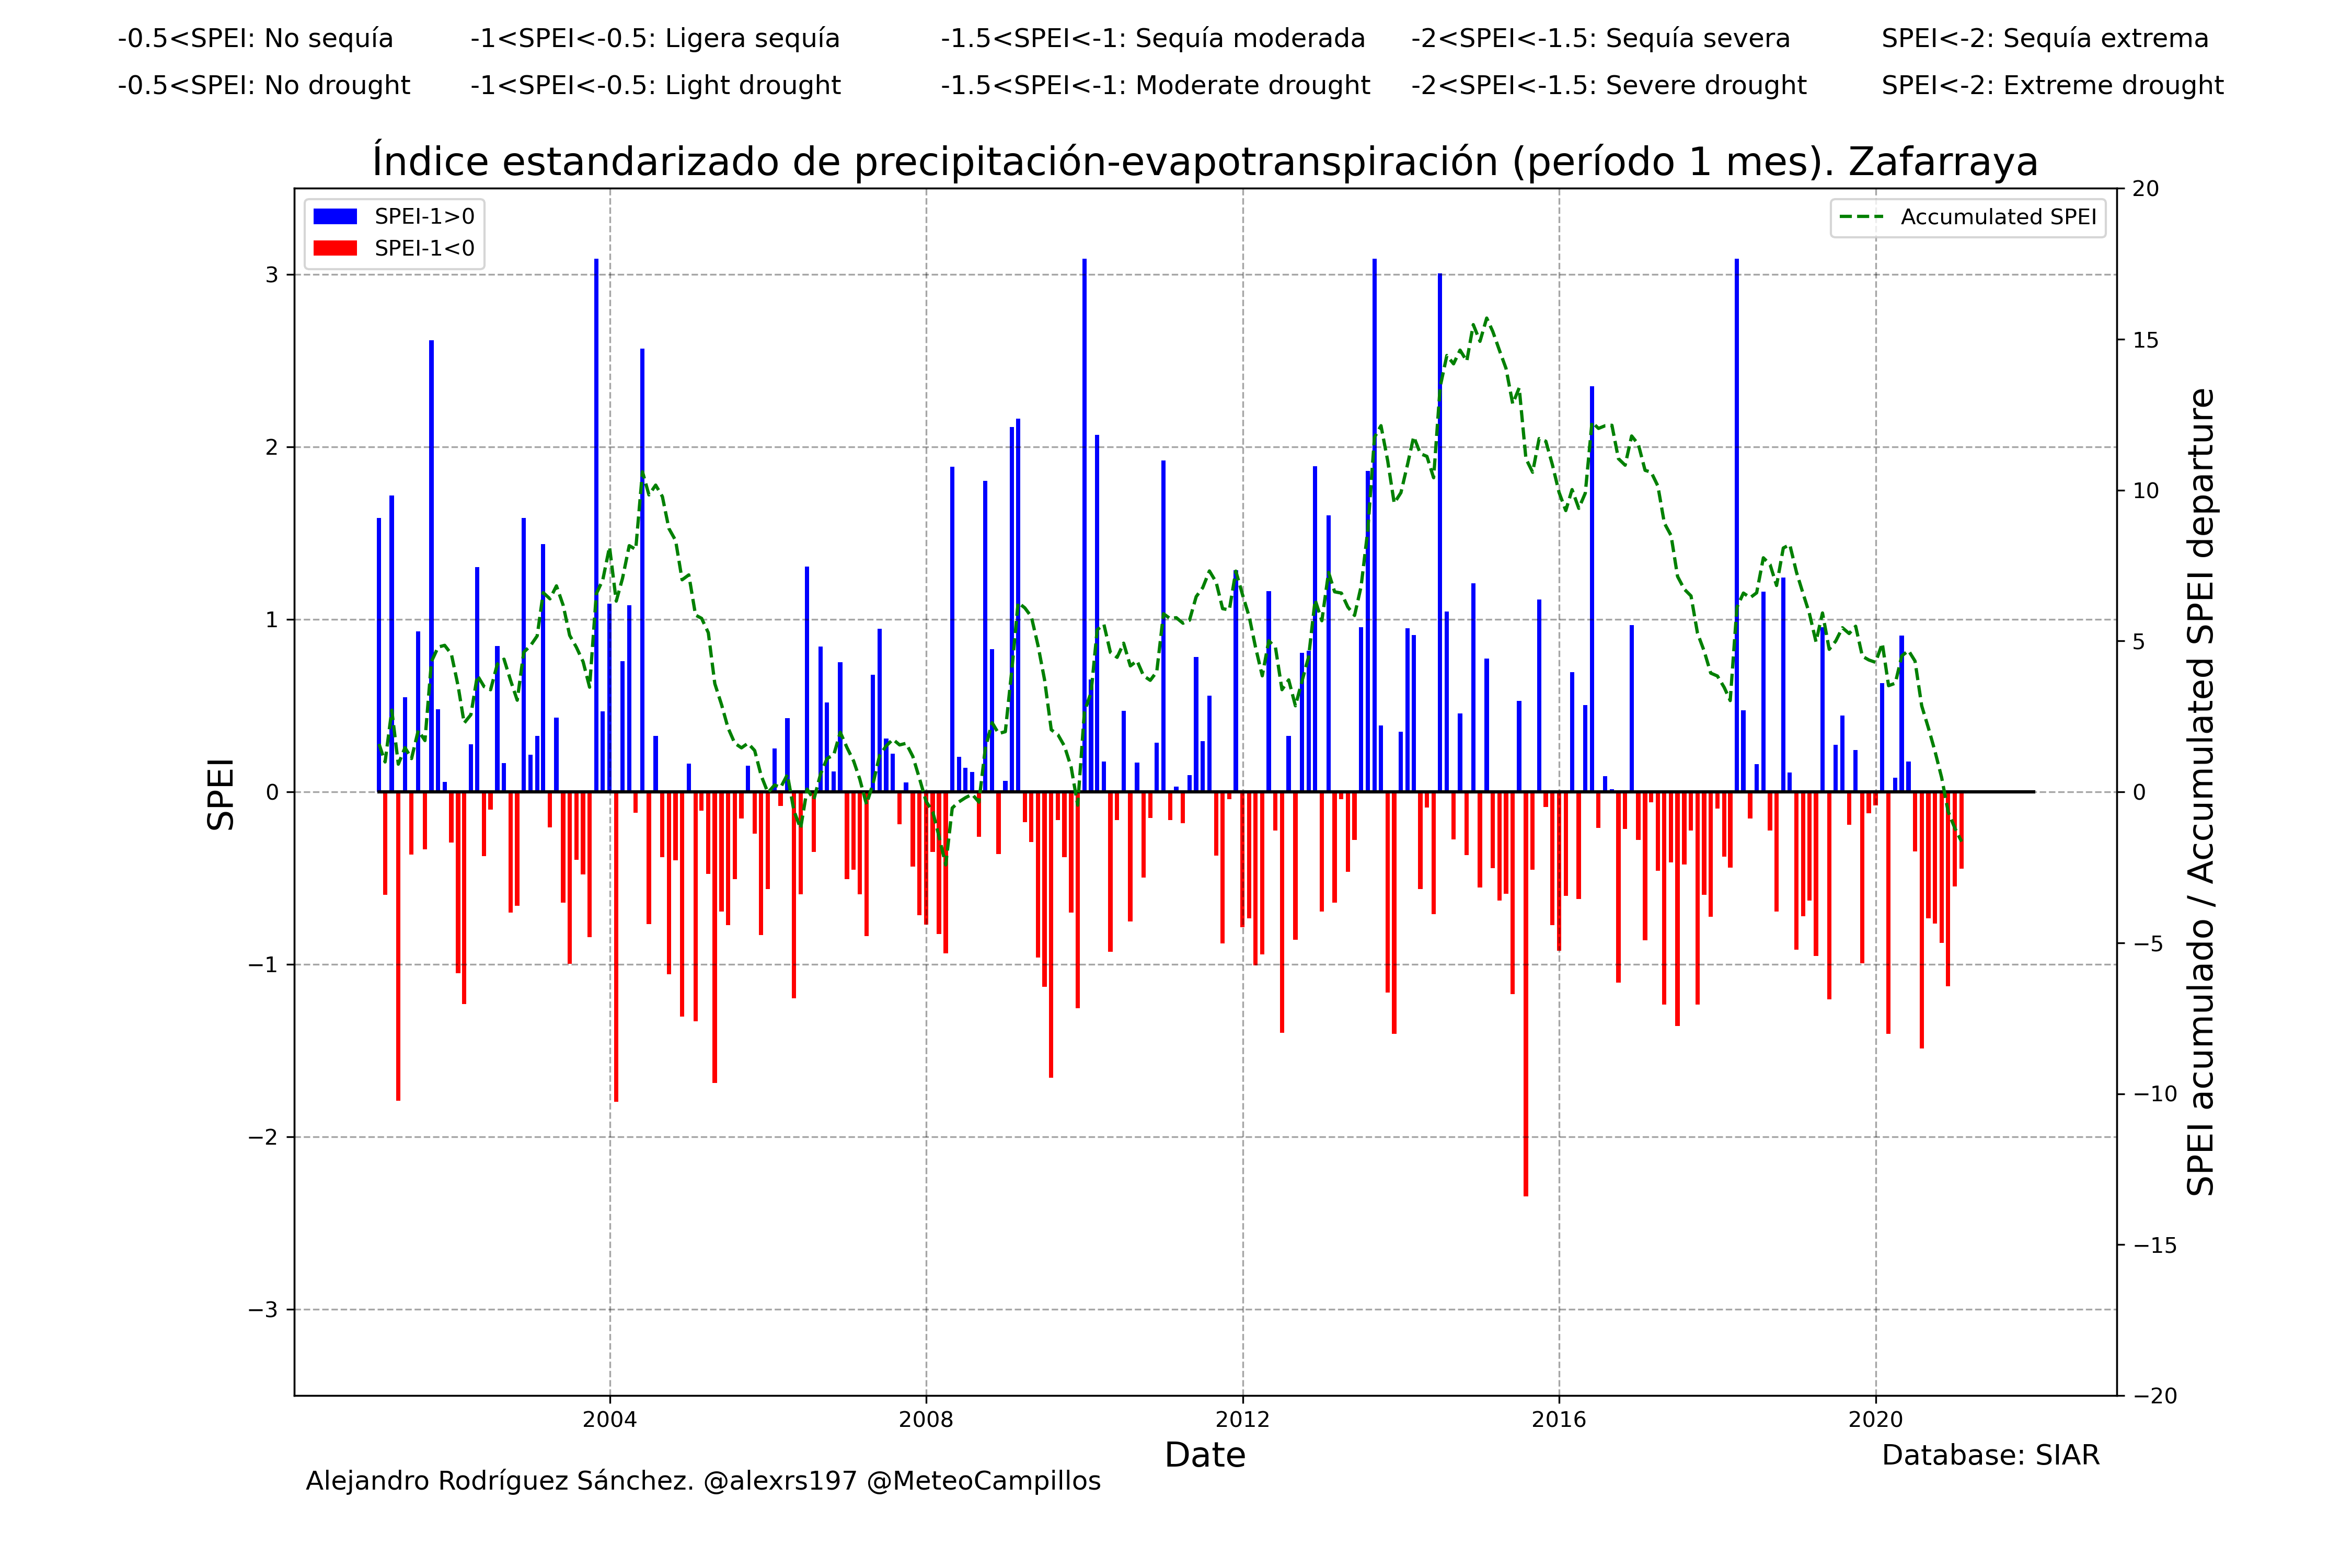 -0.5<SPEI: No sequía -1<SPEI<-0.5: Ligera sequía -1.5<SPEI<-1: Sequía moderada -2<SPEI<-1.5: Sequía severa SPEI<-2: Sequía extrema
-0.5<SPEI: No drought -1<SPEI<-0.5: Light drought -1.5<SPEI<-1: Moderate drought -2<SPEI<-1.5: Severe drought SPEI<-2: Extreme drought
Índice estandarizado de precipitación-evapotranspiración (período 1 mes). Zafarraya
SPEI-1>0
SPEI-1<0
Accumulated SPEI
SPEI
3
2
1
0
−1
−2
−3
20
15
10
5
0
−5
−10
−15
−20
SPEI acumulado / Accumulated SPEI departure
2004 2008 2012 2016 2020
Date
Database: SIAR
Alejandro Rodríguez Sánchez. @alexrs197 @MeteoCampillos